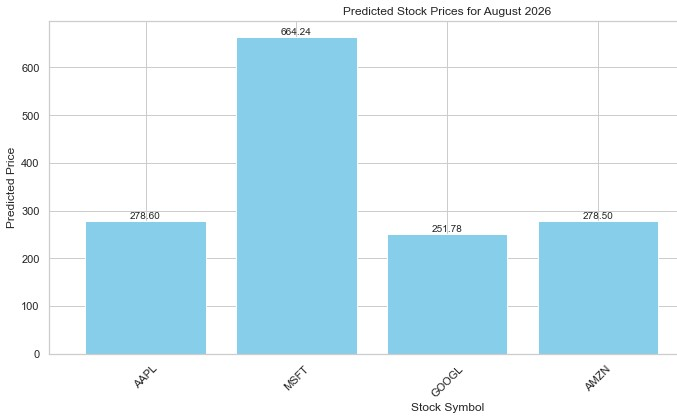 Predicted Stock Prices for August 2026
Predicted Price
600
500
400
300
200
100
0
278.60
664.24
251.78
278.50
AAPL
MSFT
GOOGL
AMZN
Stock Symbol